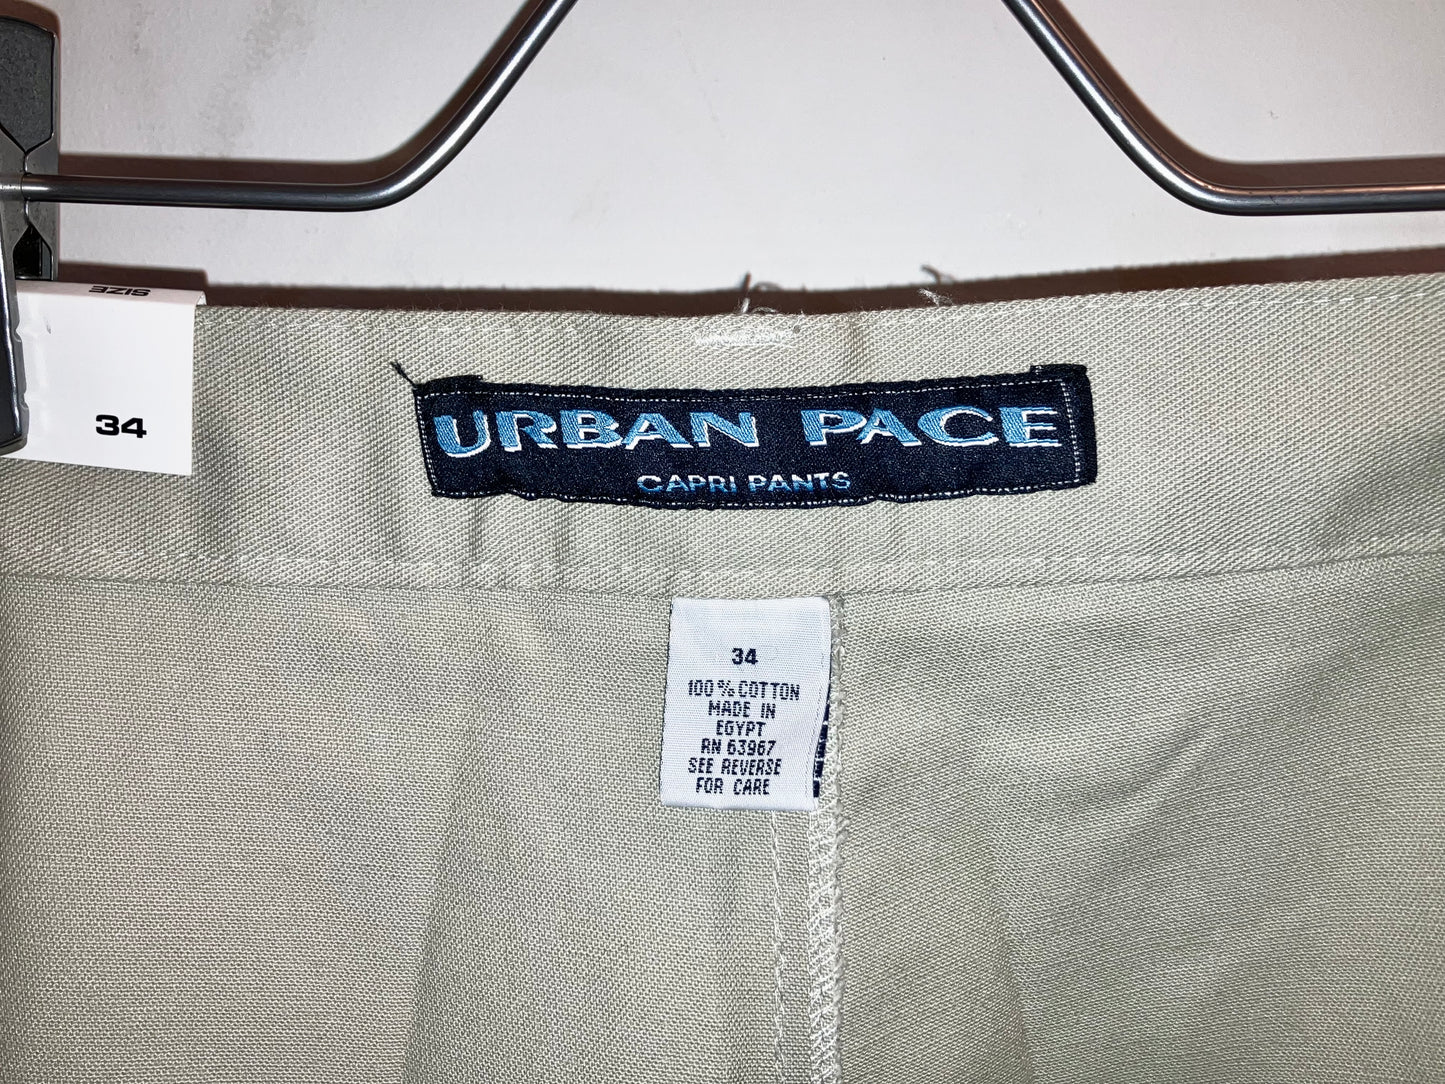 SIZE
34
URBAN PACE
CAPRI PANTS
34
100% COTTON
MADE IN
EGYPT
RN 63967
SEE REVERSE
FOR CARE